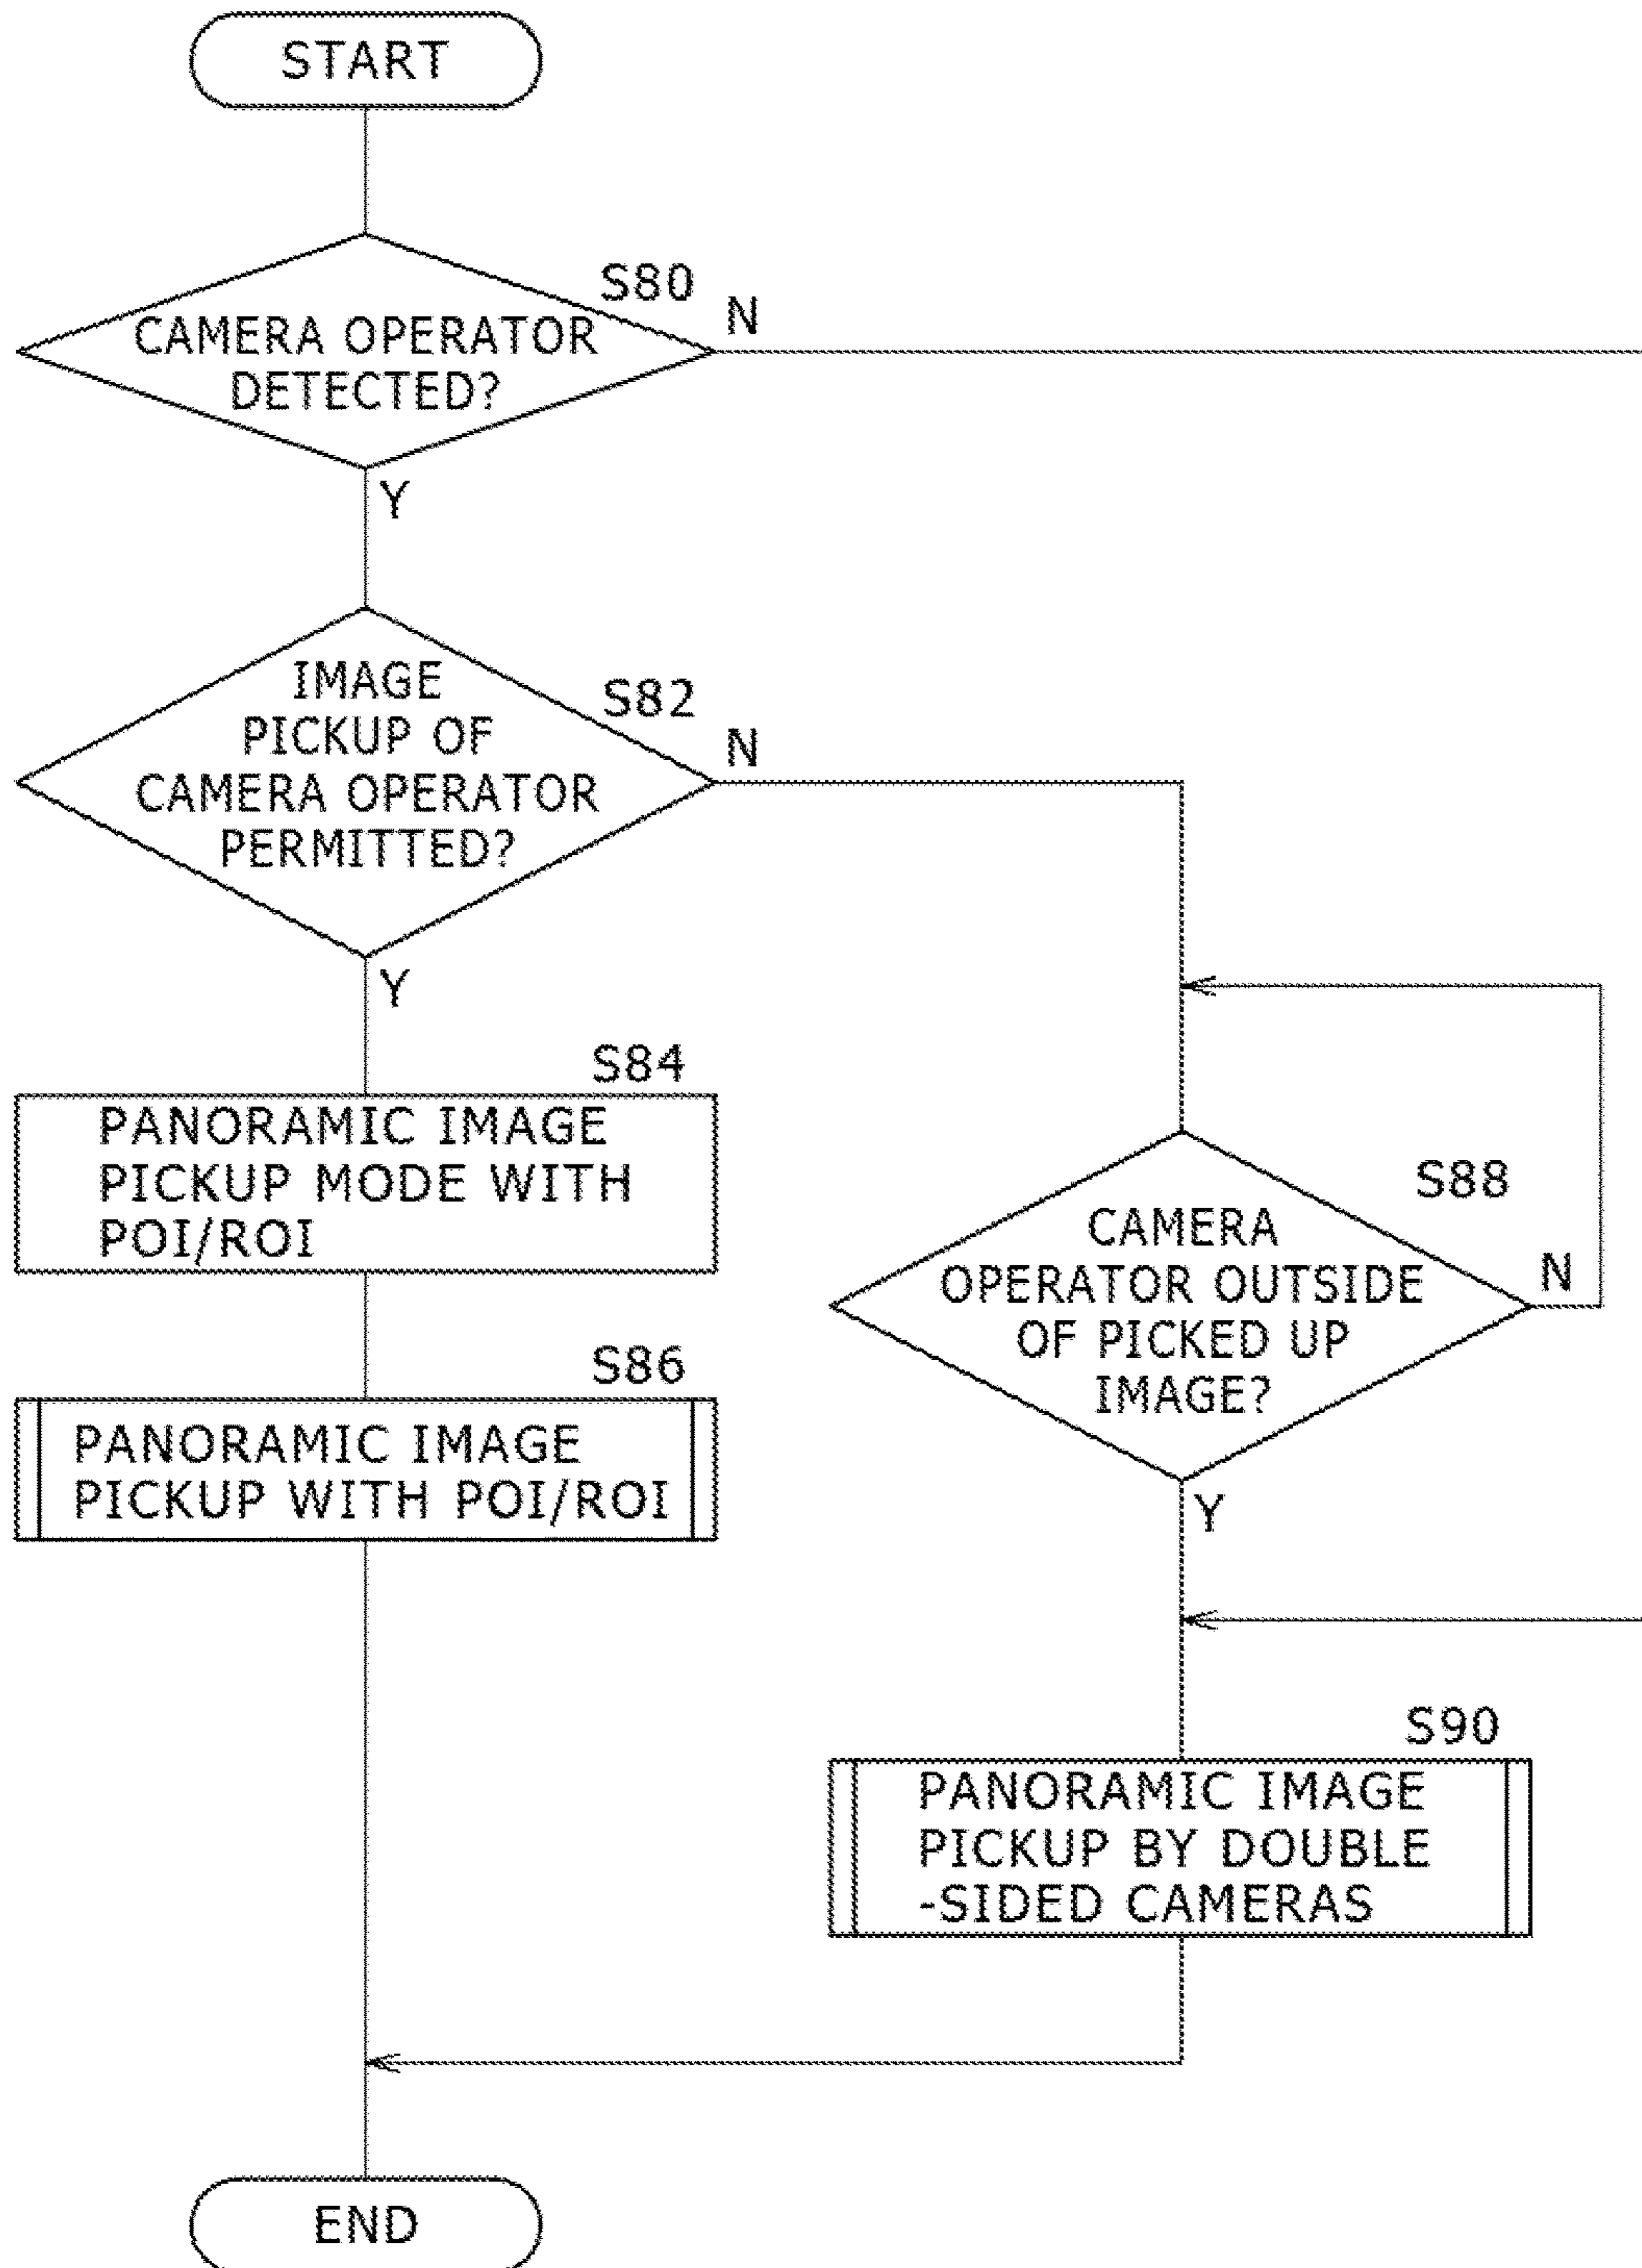 START
S80
CAMERA OPERATOR
DETECTED?
N
Y
IMAGE
PICKUP OF
CAMERA OPERATOR
PERMITTED?
S82
N
Y
S84
PANORAMIC IMAGE
PICKUP MODE WITH
POI/ROI
S86
PANORAMIC IMAGE
PICKUP WITH POI/ROI
S88
CAMERA
OPERATOR OUTSIDE
OF PICKED UP
IMAGE?
N
Y
S90
PANORAMIC IMAGE
PICKUP BY DOUBLE
-SIDED CAMERAS
END